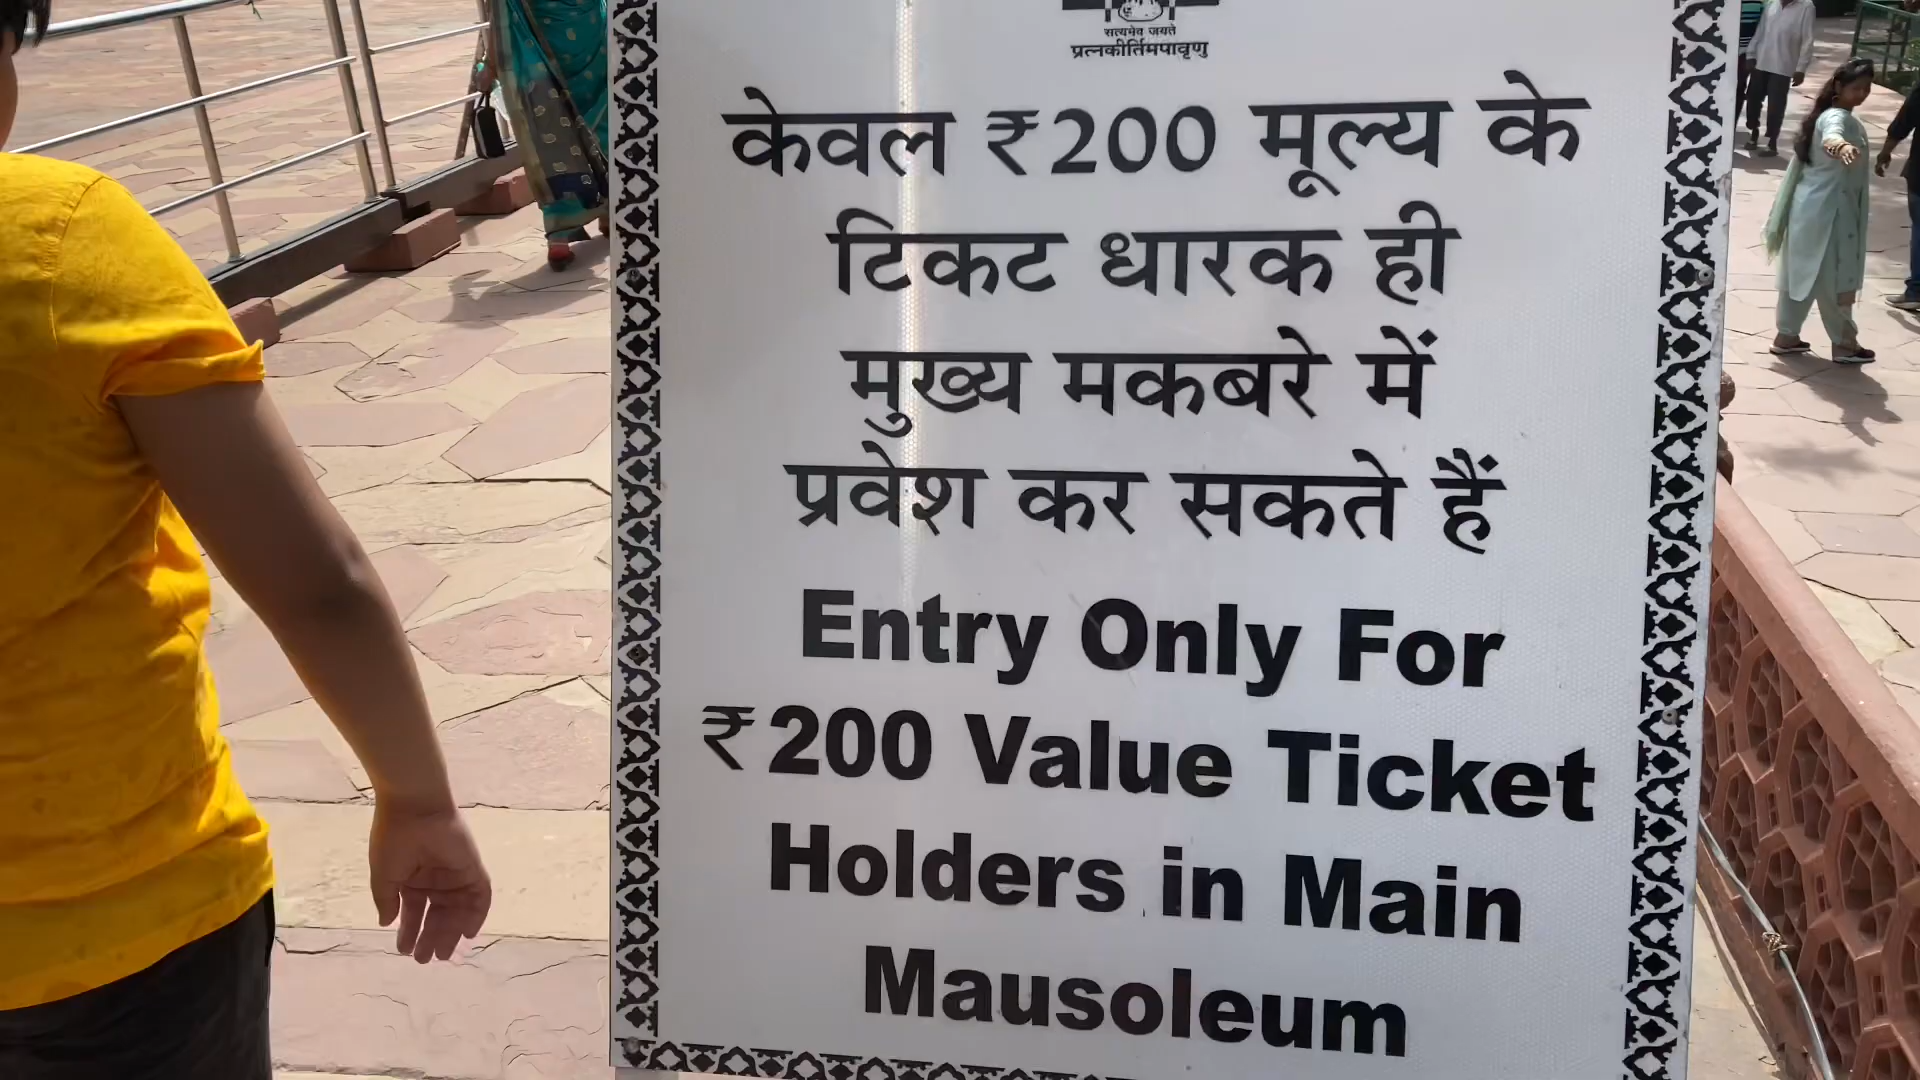 सत्यमेव जयते
प्रत्नकीर्तिमपावृणु
केवल ₹200 मूल्य के
टिकट धारक ही
मुख्य मकबरे में
प्रवेश कर सकते हैं
Entry Only For
₹200 Value Ticket
Holders in Main
Mausoleum